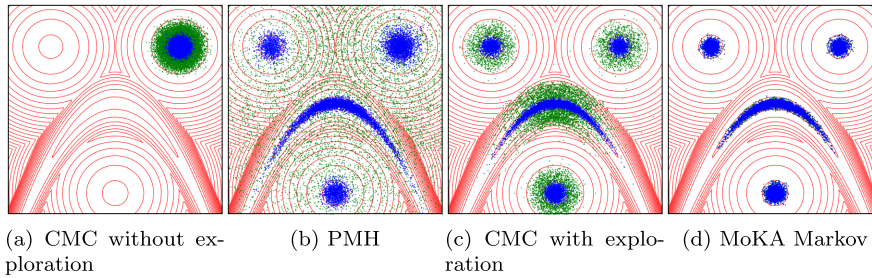 (a) CMC without ex-
ploration
(b) PMH
(c) CMC with explo-
ration
(d) MoKA Markov